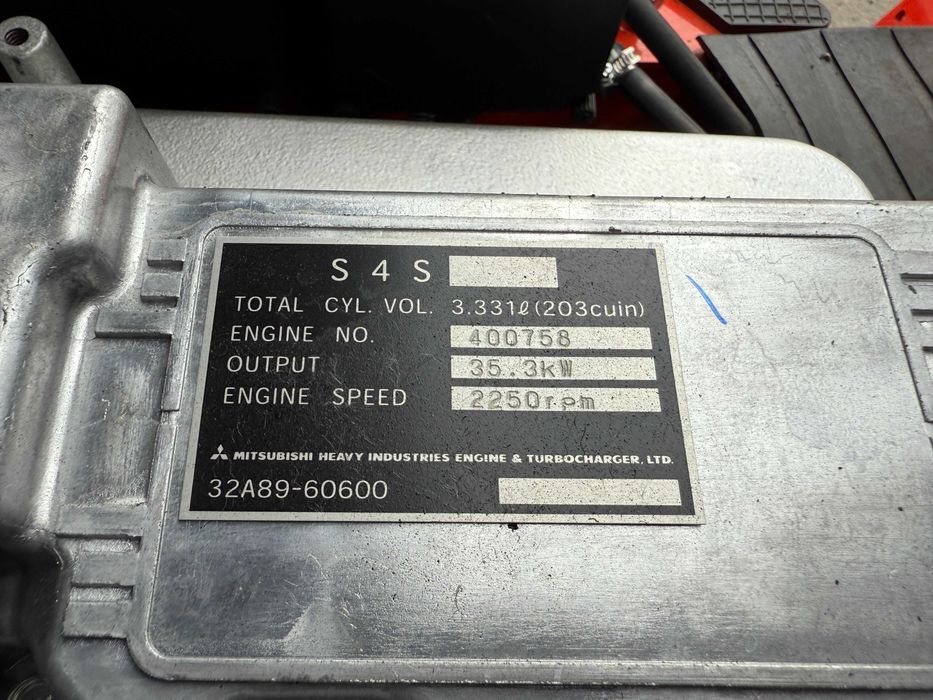 S4S
TOTAL CYL. VOL. 3.331ℓ(203cuin)
ENGINE NO. 400758
OUTPUT 35.3kW
ENGINE SPEED 2250rpm
MITSUBISHI HEAVY INDUSTRIES ENGINE & TURBOCHARGER, LTD.
32A89-60600